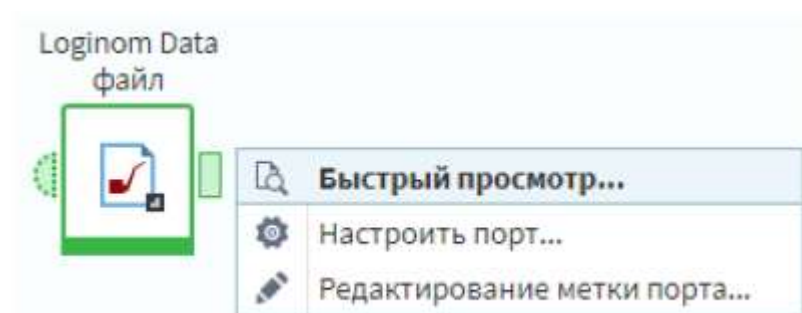 Loginom Data
файл
Быстрый просмотр...
Настроить порт...
Редактирование метки порта...